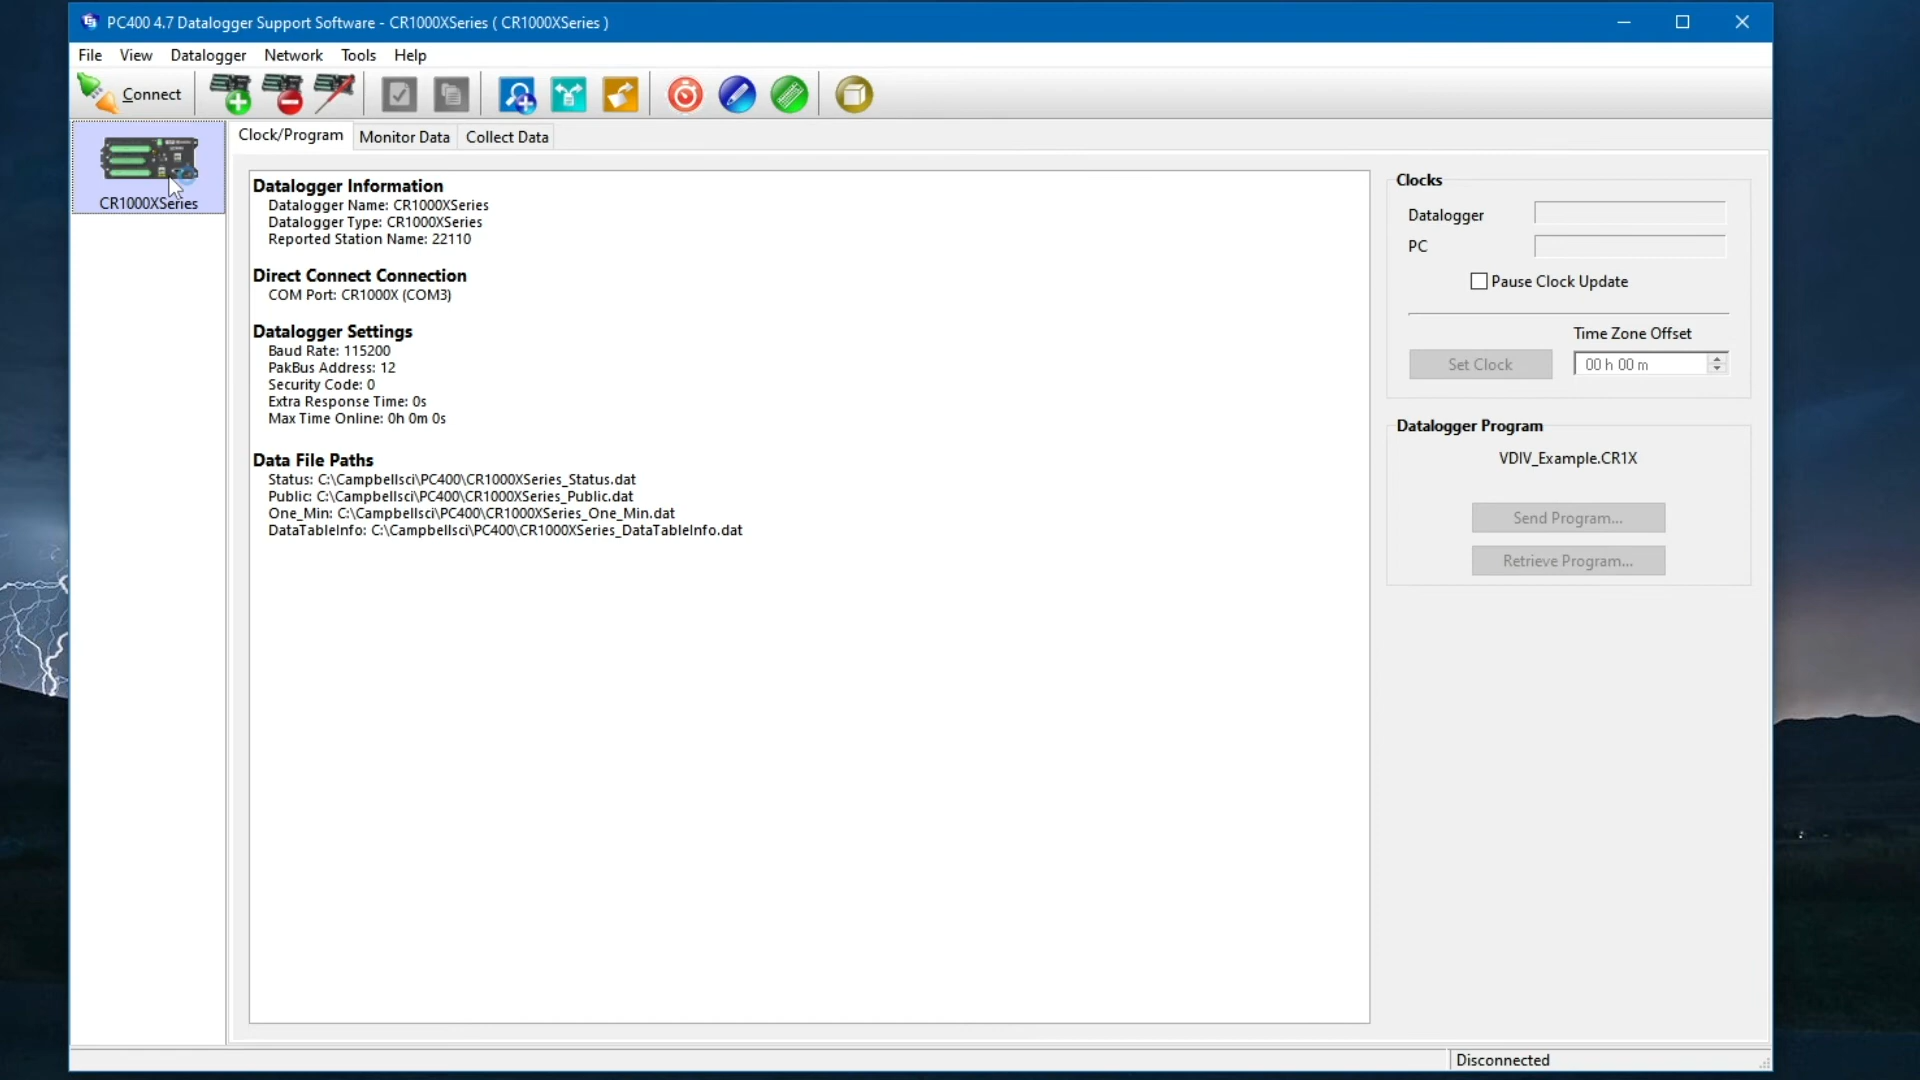 PC400 4.7 Datalogger Support Software - CR1000XSeries ( CR1000XSeries )
File View Datalogger Network Tools Help
Connect
CR1000XSeries
Clock/Program Monitor Data Collect Data
Datalogger Information
Datalogger Name: CR1000XSeries
Datalogger Type: CR1000XSeries
Reported Station Name: 22110
Direct Connect Connection
COM Port: CR1000X (COM3)
Datalogger Settings
Baud Rate: 115200
PakBus Address: 12
Security Code: 0
Extra Response Time: 0s
Max Time Online: 0h 0m 0s
Data File Paths
Status: C:\Campbellsci\PC400\CR1000XSeries_Status.dat
Public: C:\Campbellsci\PC400\CR1000XSeries_Public.dat
One_Min: C:\Campbellsci\PC400\CR1000XSeries_One_Min.dat
DataTableInfo: C:\Campbellsci\PC400\CR1000XSeries_DataTableInfo.dat
Clocks
Datalogger
PC
Pause Clock Update
Time Zone Offset
Set Clock 00 h 00 m
Datalogger Program
VDIV_Example.CR1X
Send Program...
Retrieve Program...
Disconnected